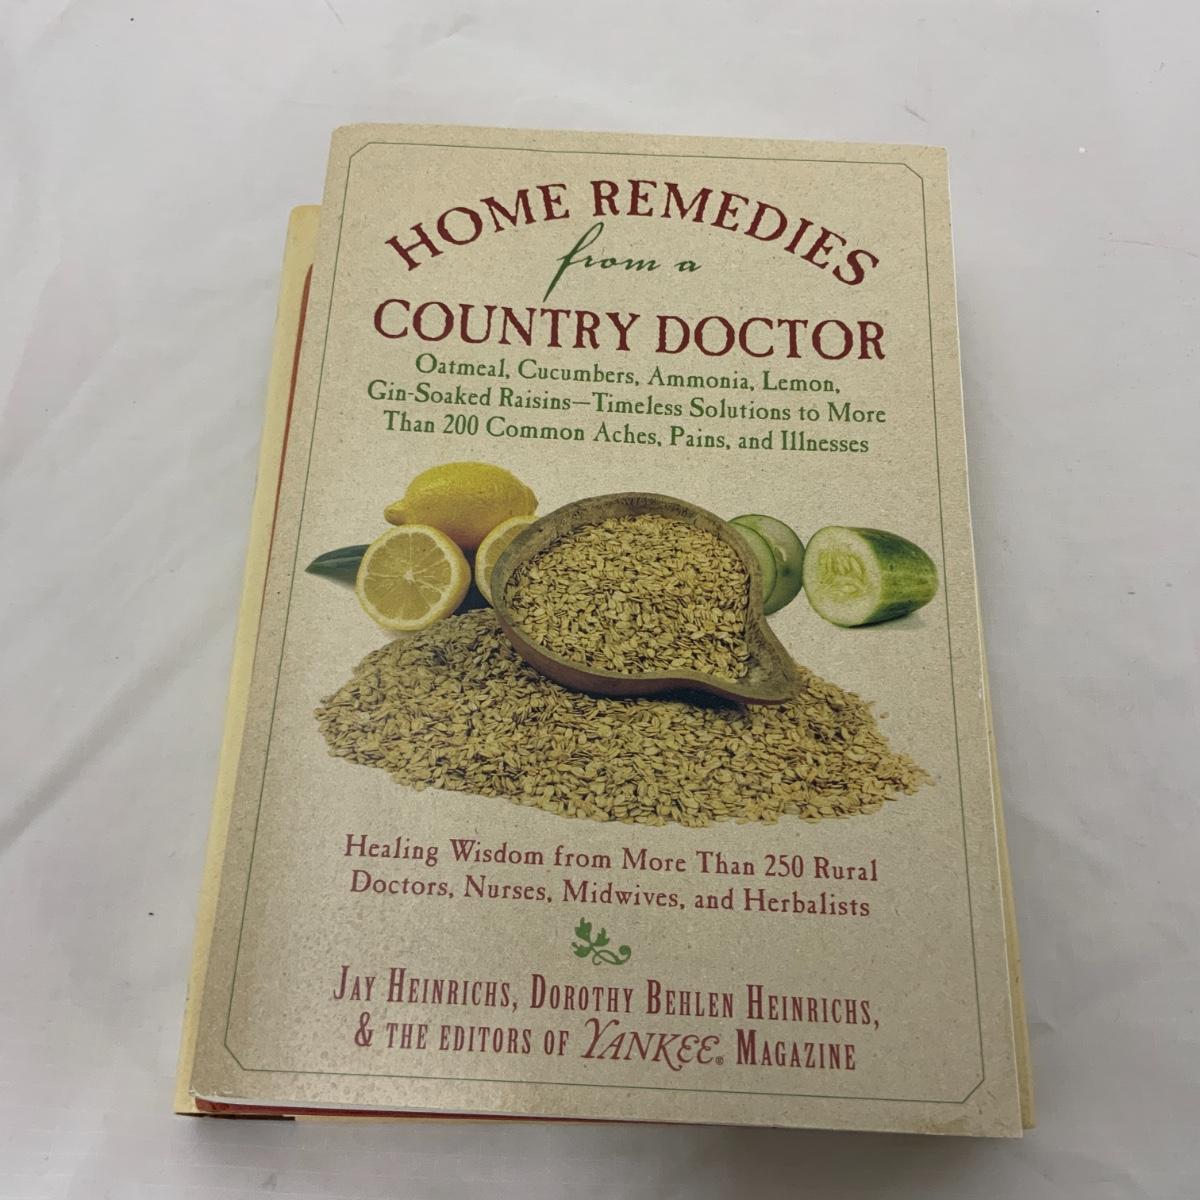 HOME REMEDIES
from a
COUNTRY DOCTOR
Oatmeal, Cucumbers, Ammonia, Lemon,
Gin-Soaked Raisins—Timeless Solutions to More
Than 200 Common Aches, Pains, and Illnesses
Healing Wisdom from More Than 250 Rural
Doctors, Nurses, Midwives, and Herbalists
JAY HEINRICHS, DOROTHY BEHLEN HEINRICHS,
& THE EDITORS OF YANKEE® MAGAZINE